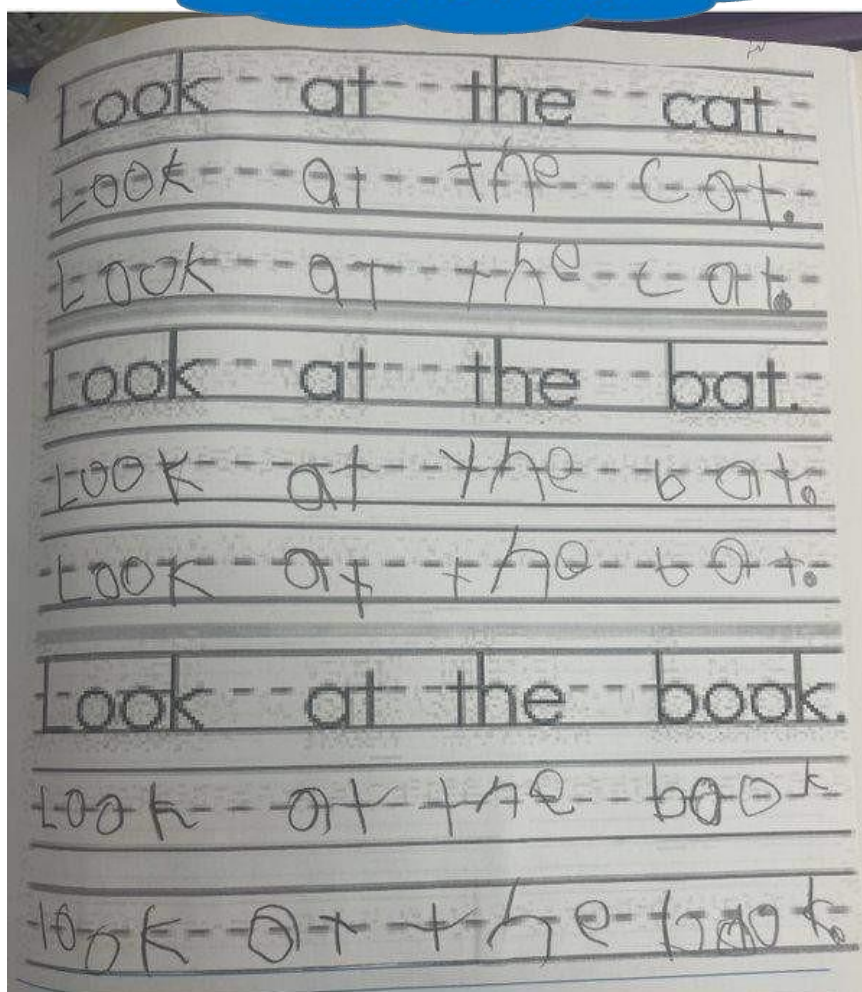 Look at the cat.
Look at the cat.
Look at the cat.
Look at the bat.
Look at the bat.
Look at the bat.
Look at the book.
Look at the book
look at the book.